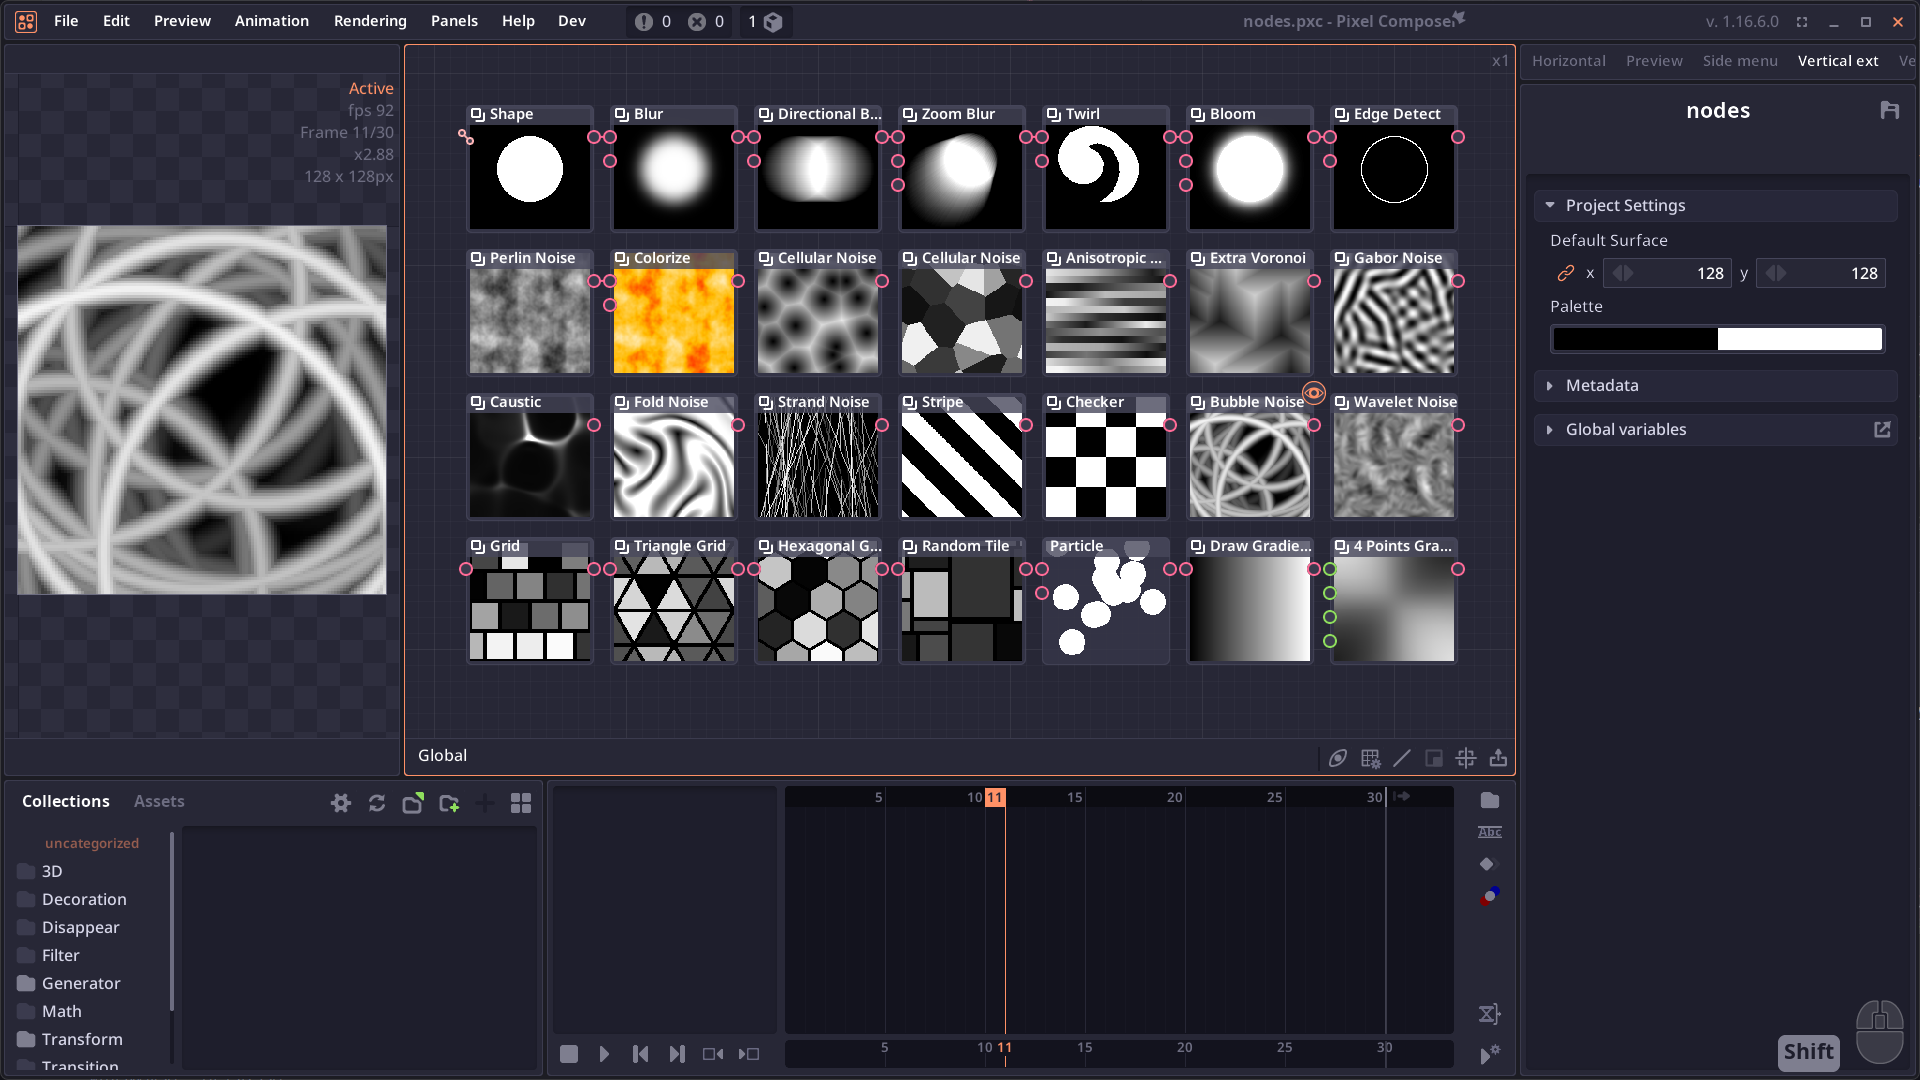 File Edit Preview Animation Rendering Panels Help Dev 0 0 1 nodes.pxc - Pixel Composer v. 1.16.6.0
Active
fps 92
Frame 11/30
x2.88
128 x 128px
x1
Shape Blur Directional B... Zoom Blur Twirl Bloom Edge Detect
Perlin Noise Colorize Cellular Noise Cellular Noise Anisotropic ... Extra Voronoi Gabor Noise
Caustic Fold Noise Strand Noise Stripe Checker Bubble Noise Wavelet Noise
Grid Triangle Grid Hexagonal G... Random Tile Particle Draw Gradie... 4 Points Gra...
Global
Horizontal Preview Side menu Vertical ext Ve
nodes
Project Settings
Default Surface
x 128 y 128
Palette
Metadata
Global variables
Collections Assets
uncategorized
3D
Decoration
Disappear
Filter
Generator
Math
Transform
Transition
5 10 11 15 20 25 30
Abc
5 10 11 15 20 25 30
Shift